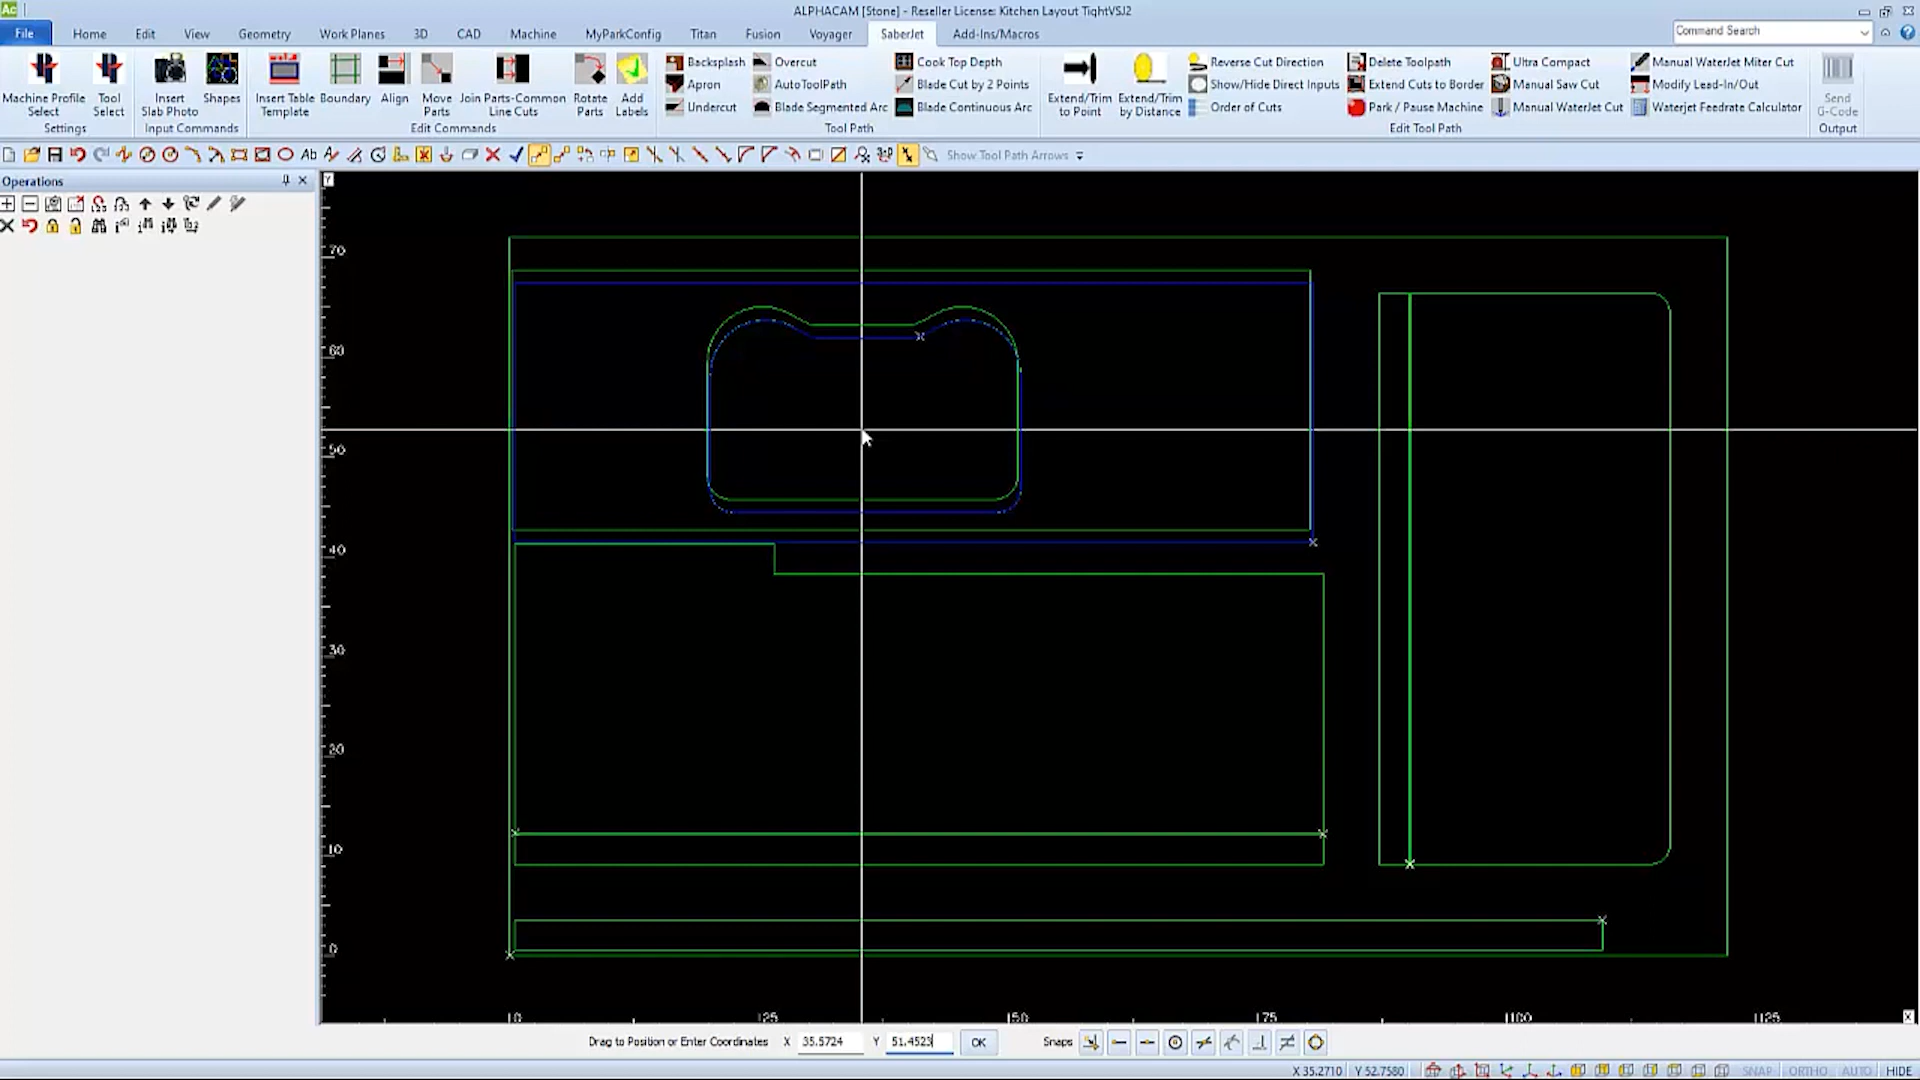 Ac
ALPHACAM [Stone] - Reseller License: Kitchen Layout TightVSJ2
File Home Edit View Geometry Work Planes 3D CAD Machine MyParkConfig Titan Fusion Voyager SaberJet Add-Ins/Macros Command Search
Machine Profile Select
Tool Select
Settings
Insert Slab Photo
Shapes
Input Commands
Insert Table Template
Boundary
Align
Move Parts
Join Parts-Common Line Cuts
Rotate Parts
Add Labels
Edit Commands
Backsplash Overcut Cook Top Depth
Apron AutoToolPath Blade Cut by 2 Points
Undercut Blade Segmented Arc Blade Continuous Arc
Tool Path
Extend/Trim to Point
Extend/Trim by Distance
Reverse Cut Direction Delete Toolpath Ultra Compact Manual WaterJet Miter Cut
Show/Hide Direct Inputs Extend Cuts to Border Manual Saw Cut Modify Lead-In/Out
Order of Cuts Park / Pause Machine Manual WaterJet Cut Waterjet Feedrate Calculator
Edit Tool Path
Send G-Code
Output
Ab
Show Tool Path Arrows
Operations
Y
70
60
50
40
30
20
10
0
0 25 50 75 100 125 X
Drag to Position or Enter Coordinates X 35.5724 Y 51.4523 OK Snaps
X 35.2710 Y 52.7580 SNAP ORTHO AUTO HIDE